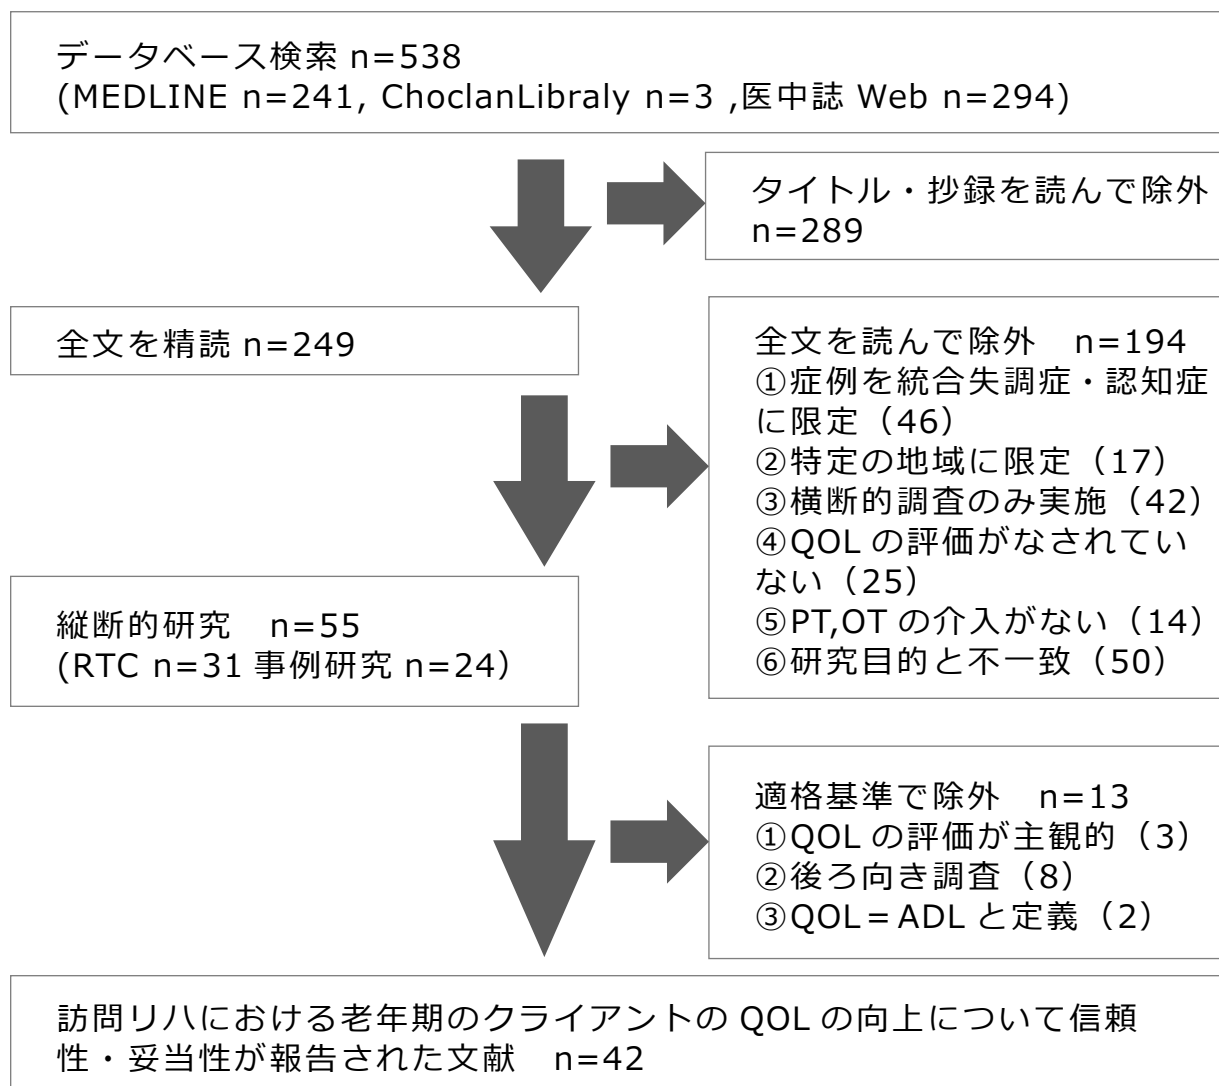 データベース検索 n=538
(MEDLINE n=241, ChoclanLibraly n=3 ,医中誌 Web n=294)
タイトル・抄録を読んで除外
n=289
全文を精読 n=249
全文を読んで除外　n=194
①症例を統合失調症・認知症
に限定（46）
②特定の地域に限定（17）
③横断的調査のみ実施（42）
④QOL の評価がなされてい
ない（25）
⑤PT,OT の介入がない（14）
⑥研究目的と不一致（50）
縦断的研究　n=55
(RTC n=31 事例研究 n=24）
適格基準で除外　n=13
①QOL の評価が主観的（3）
②後ろ向き調査（8）
③QOL＝ADL と定義（2）
訪問リハにおける老年期のクライアントの QOL の向上について信頼
性・妥当性が報告された文献　n=42